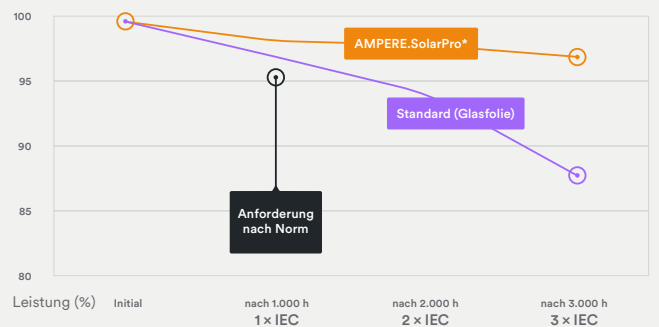 100
AMPERE.SolarPro*
95
Standard (Glasfolie)
90
85
Anforderung
nach Norm
80
Leistung (%)
Initial
nach 1.000 h
1 × IEC
nach 2.000 h
2 × IEC
nach 3.000 h
3 × IEC